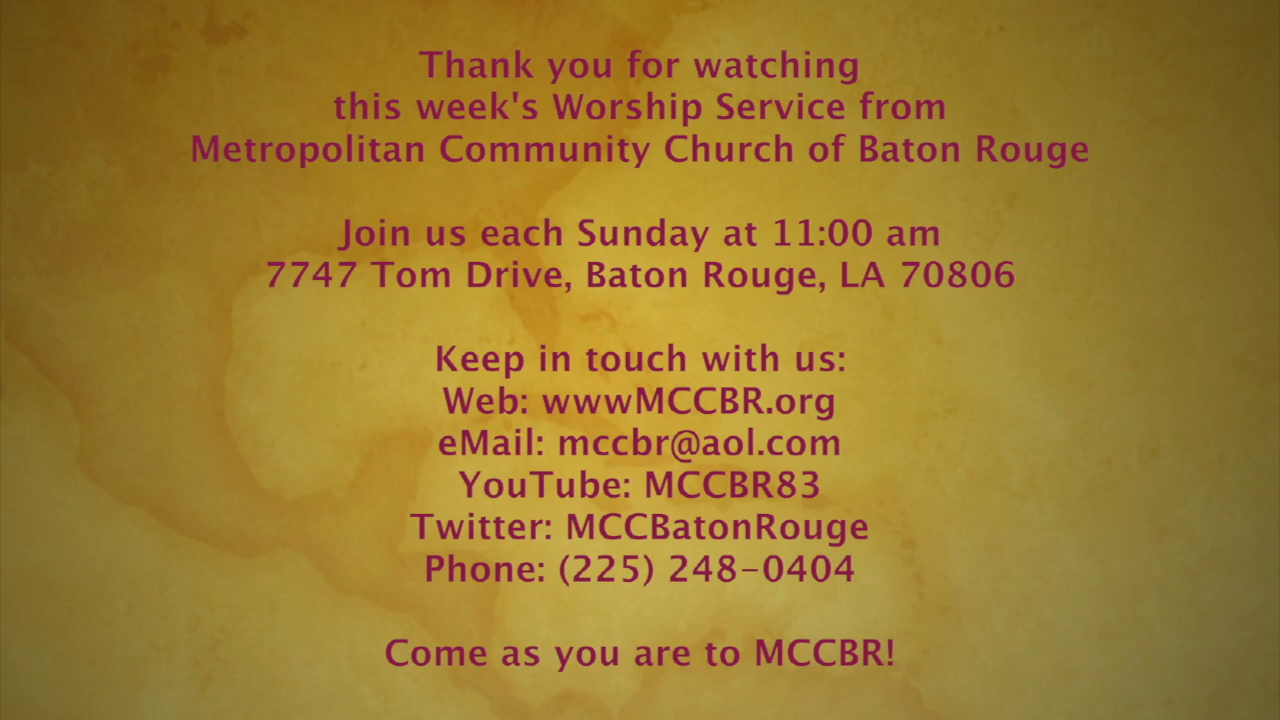 Thank you for watching
this week's Worship Service from
Metropolitan Community Church of Baton Rouge
Join us each Sunday at 11:00 am
7747 Tom Drive, Baton Rouge, LA 70806
Keep in touch with us:
Web: wwwMCCBR.org
eMail: mccbr@aol.com
YouTube: MCCBR83
Twitter: MCCBatonRouge
Phone: (225) 248-0404
Come as you are to MCCBR!